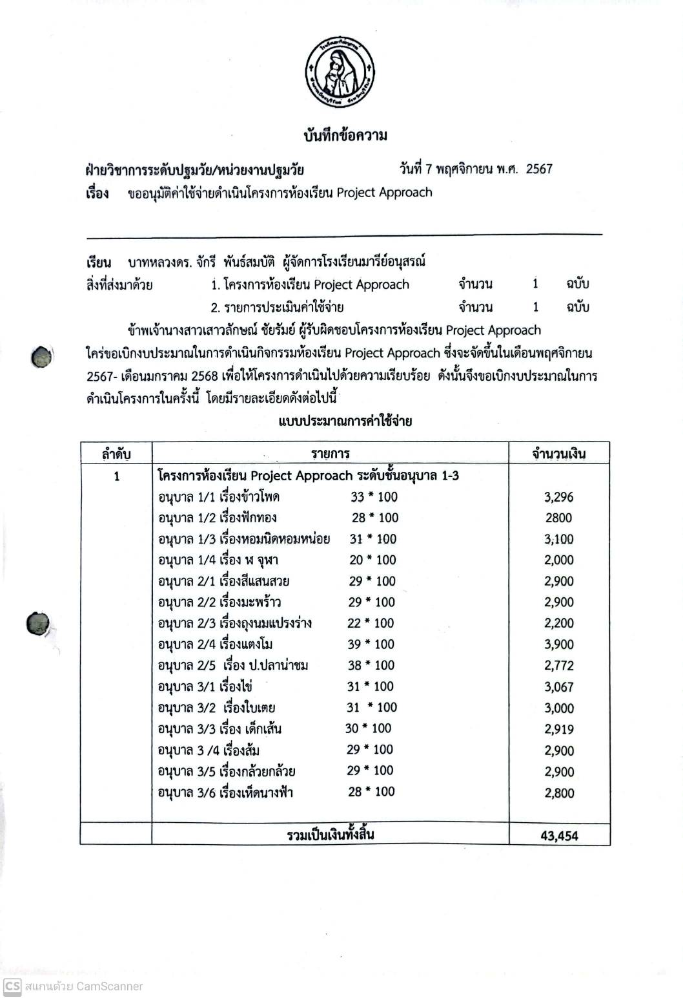 บันทึกข้อความ
ฝ่ายวิชาการระดับปฐมวัย/หน่วยงานปฐมวัย วันที่ 7 พฤศจิกายน พ.ศ. 2567
เรื่อง ขออนุมัติค่าใช้จ่ายดำเนินโครงการห้องเรียน Project Approach
เรียน บาทหลวงดร. จักรี พันธ์สมบัติ ผู้จัดการโรงเรียนมารีย์อนุสรณ์
สิ่งที่ส่งมาด้วย 1. โครงการห้องเรียน Project Approach จำนวน 1 ฉบับ
2. รายการประเมินค่าใช้จ่าย จำนวน 1 ฉบับ
ข้าพเจ้านางสาวเสาวลักษณ์ ชัยรัมย์ ผู้รับผิดชอบโครงการห้องเรียน Project Approach
ใคร่ขอเบิกงบประมาณในการดำเนินกิจกรรมห้องเรียน Project Approach ซึ่งจะจัดขึ้นในเดือนพฤศจิกายน
2567- เดือนมกราคม 2568 เพื่อให้โครงการดำเนินไปด้วยความเรียบร้อย ดังนั้นจึงขอเบิกงบประมาณในการ
ดำเนินโครงการในครั้งนี้ โดยมีรายละเอียดดังต่อไปนี้
แบบประมาณการค่าใช้จ่าย
ลำดับ รายการ จำนวนเงิน
1 โครงการห้องเรียน Project Approach ระดับชั้นอนุบาล 1-3
อนุบาล 1/1 เรื่องข้าวโพด 33 * 100 3,296
อนุบาล 1/2 เรื่องฟักทอง 28 * 100 2800
อนุบาล 1/3 เรื่องหอมนิดหอมหน่อย 31 * 100 3,100
อนุบาล 1/4 เรื่อง ฬ จุฬา 20 * 100 2,000
อนุบาล 2/1 เรื่องสีแสนสวย 29 * 100 2,900
อนุบาล 2/2 เรื่องมะพร้าว 29 * 100 2,900
อนุบาล 2/3 เรื่องถุงนมแปรงร่าง 22 * 100 2,200
อนุบาล 2/4 เรื่องแตงโม 39 * 100 3,900
อนุบาล 2/5 เรื่อง ป.ปลาน่าชม 38 * 100 2,772
อนุบาล 3/1 เรื่องไข่ 31 * 100 3,067
อนุบาล 3/2 เรื่องใบเตย 31 * 100 3,000
อนุบาล 3/3 เรื่อง เด็กเส้น 30 * 100 2,919
อนุบาล 3 /4 เรื่องส้ม 29 * 100 2,900
อนุบาล 3/5 เรื่องกล้วยกล้วย 29 * 100 2,900
อนุบาล 3/6 เรื่องเห็ดนางฟ้า 28 * 100 2,800
รวมเป็นเงินทั้งสิ้น 43,454
CS สแกนด้วย CamScanner